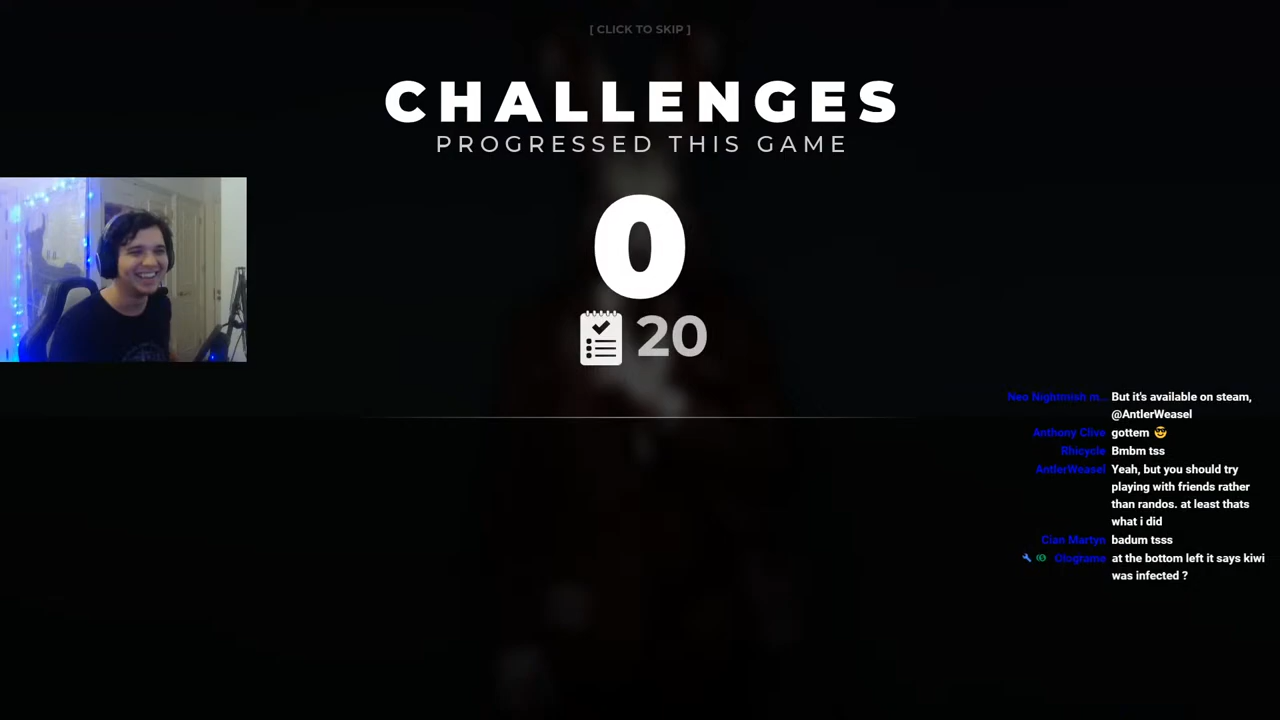 [ CLICK TO SKIP ]
CHALLENGES
PROGRESSED THIS GAME
0
20
Neo Nightmish m... But it's available on steam,
@AntlerWeasel
Anthony Clive gottem 😎
Rhicycle Bmbm tss
AntlerWeasel Yeah, but you should try
playing with friends rather
than randos. at least thats
what i did
Cian Martyn badum tsss
Olograme at the bottom left it says kiwi
was infected ?